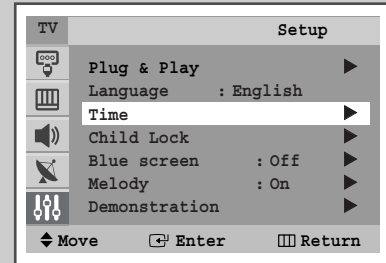 TV Setup
Plug & Play
Language : English
Time
Child Lock
Blue screen : Off
Melody : On
Demonstration
Move Enter Return